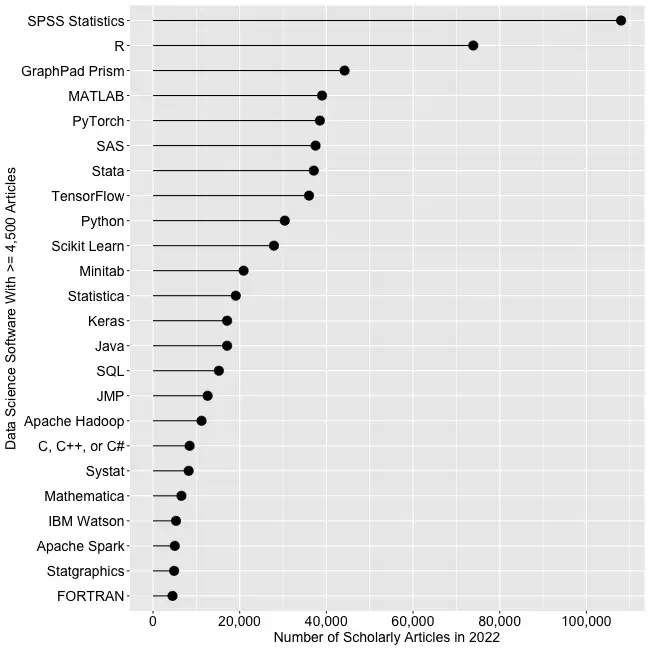 Data Science Software With >= 4,500 Articles
SPSS Statistics
R
GraphPad Prism
MATLAB
PyTorch
SAS
Stata
TensorFlow
Python
Scikit Learn
Minitab
Statistica
Keras
Java
SQL
JMP
Apache Hadoop
C, C++, or C#
Systat
Mathematica
IBM Watson
Apache Spark
Statgraphics
FORTRAN
0 20,000 40,000 60,000 80,000 100,000
Number of Scholarly Articles in 2022